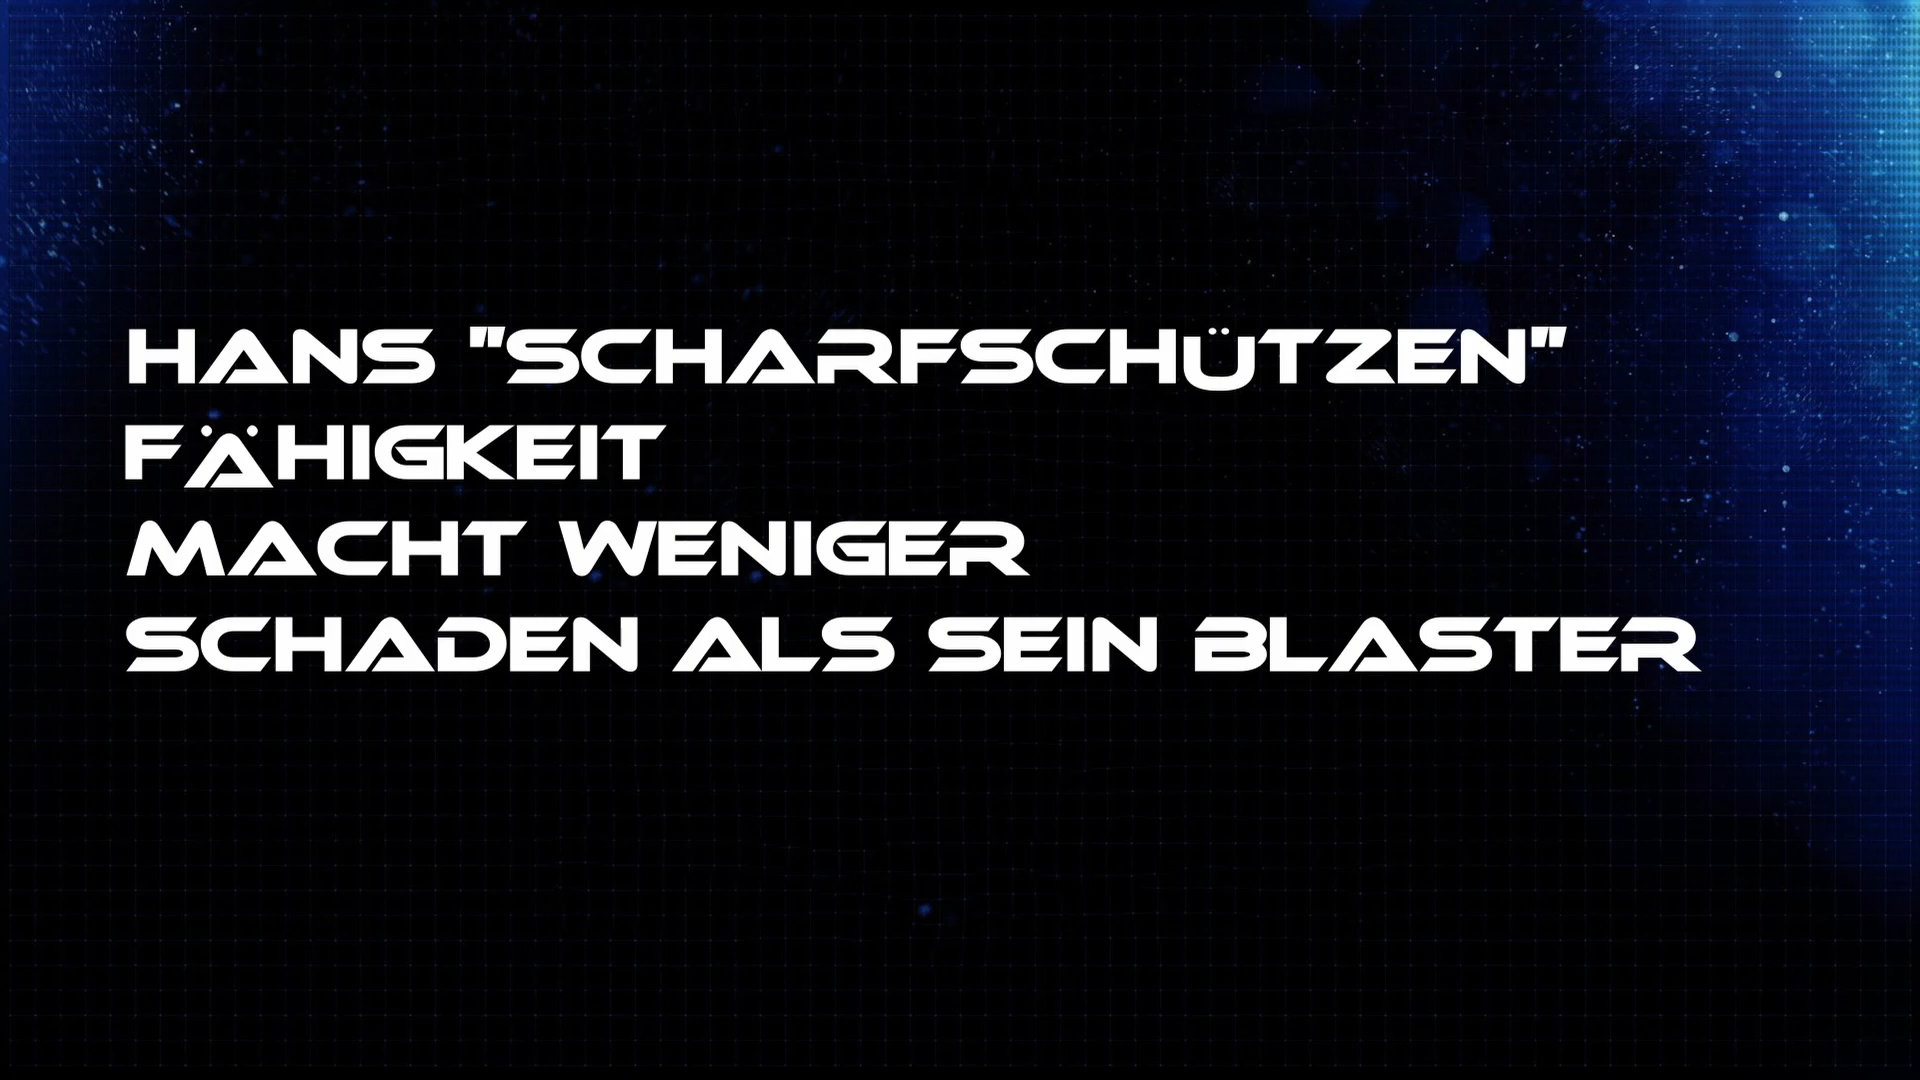 HANS "SCHARFSCHÜTZEN"
FÄHIGKEIT
MACHT WENIGER
SCHADEN ALS SEIN BLASTER